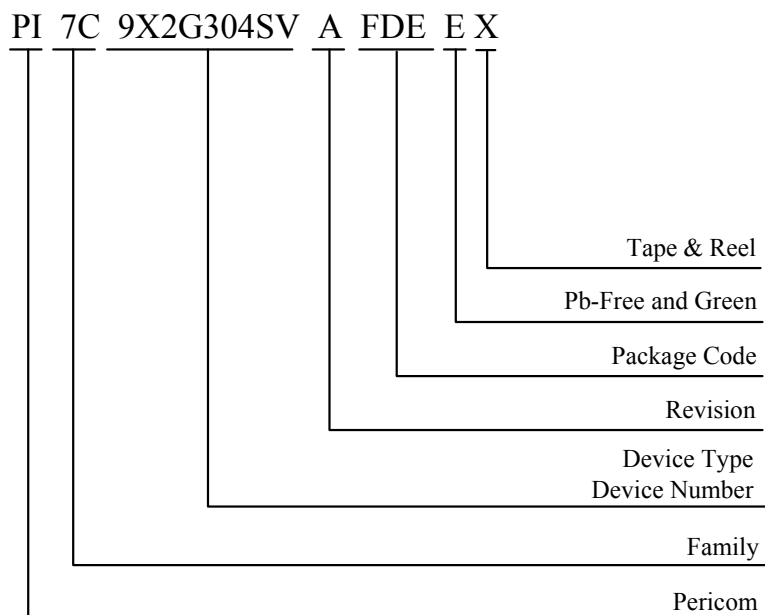 PI 7C 9X2G304SV A FDE E X
Tape & Reel
Pb-Free and Green
Package Code
Revision
Device Type
Device Number
Family
Pericom